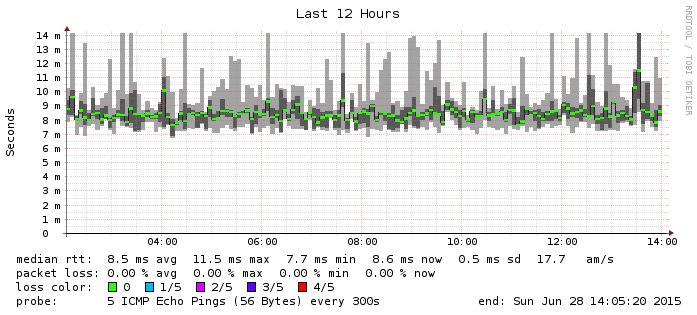 Last 12 Hours
RRDTOOL / TOBI OETIKER
Seconds
14 m
13 m
12 m
11 m
10 m
9 m
8 m
7 m
6 m
5 m
4 m
3 m
2 m
1 m
0
04:00 06:00 08:00 10:00 12:00 14:00
median rtt: 8.5 ms avg 11.5 ms max 7.7 ms min 8.6 ms now 0.5 ms sd 17.7 am/s
packet loss: 0.00 % avg 0.00 % max 0.00 % min 0.00 % now
loss color: 0 1/5 2/5 3/5 4/5
probe: 5 ICMP Echo Pings (56 Bytes) every 300s end: Sun Jun 28 14:05:20 2015